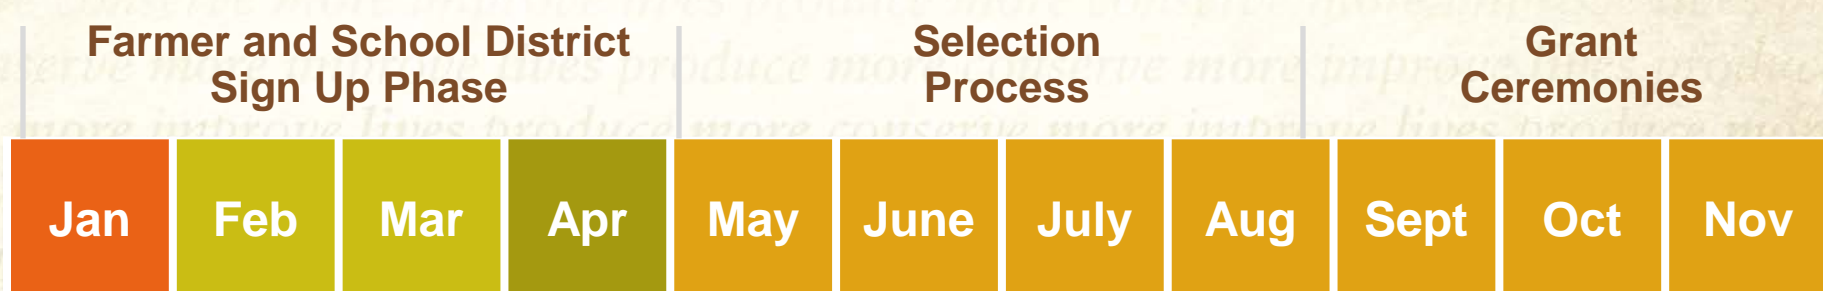 Farmer and School District
Sign Up Phase
Selection
Process
Grant
Ceremonies
Jan Feb Mar Apr May June July Aug Sept Oct Nov